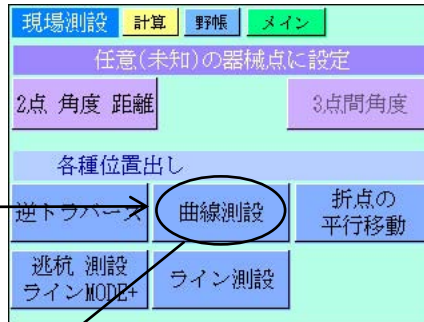 現場測設 計算 野帳 メイン
任意(未知)の器械点に設定
2点 角度 距離 3点間角度
各種位置出し
逆トラバース 曲線測設 折点の
平行移動
逃杭 測設
ラインMODE+ ライン測設